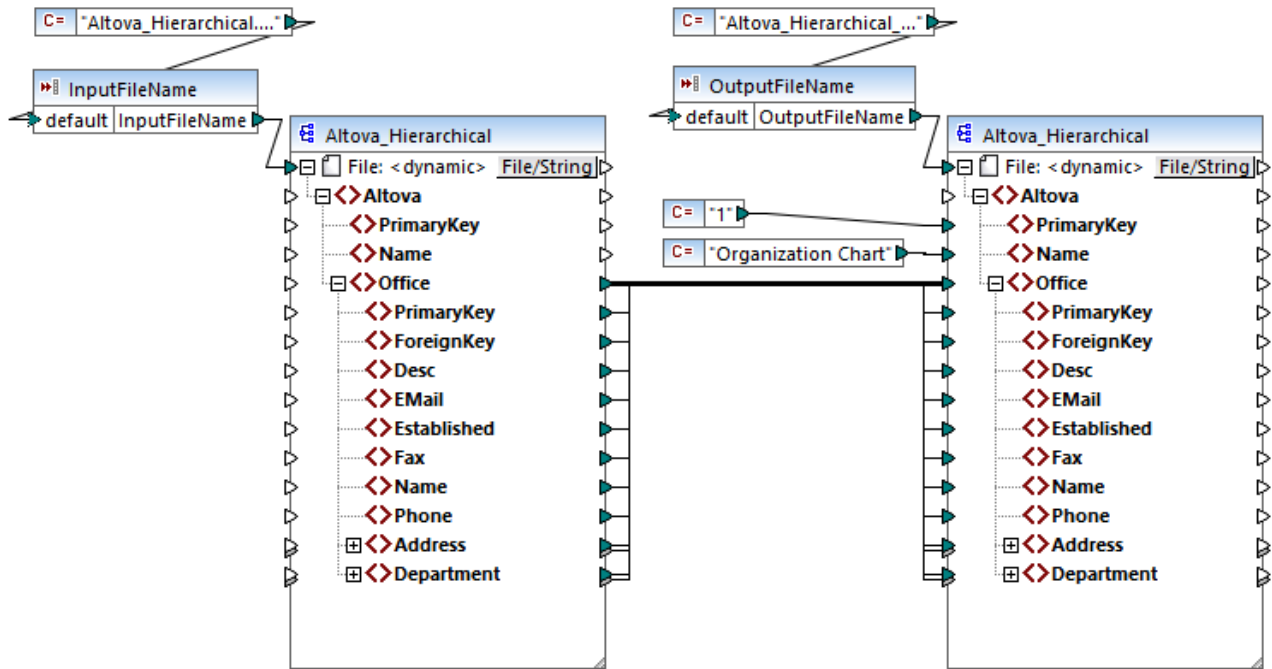 C= "Altova_Hierarchical...."
InputFileName
default InputFileName
Altova_Hierarchical
File: <dynamic> File/String
Altova
PrimaryKey
Name
Office
PrimaryKey
ForeignKey
Desc
EMail
Established
Fax
Name
Phone
Address
Department
C= "Altova_Hierarchical_..."
OutputFileName
default OutputFileName
C= "1"
C= "Organization Chart"
Altova_Hierarchical
File: <dynamic> File/String
Altova
PrimaryKey
Name
Office
PrimaryKey
ForeignKey
Desc
EMail
Established
Fax
Name
Phone
Address
Department